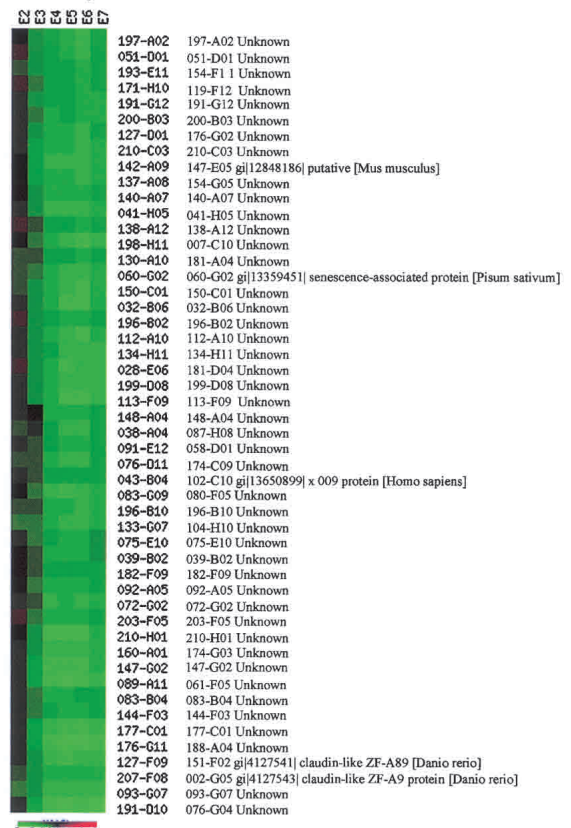 E2 E3 E4 E5 E6 E7
197-A02 197-A02 Unknown
051-D01 051-D01 Unknown
193-E11 154-F1 1 Unknown
171-H10 119-F12 Unknown
191-G12 191-G12 Unknown
200-B03 200-B03 Unknown
127-D01 176-G02 Unknown
210-C03 210-C03 Unknown
142-A09 147-E05 gi|12848186| putative [Mus musculus]
137-A08 154-G05 Unknown
140-A07 140-A07 Unknown
041-H05 041-H05 Unknown
138-A12 138-A12 Unknown
198-H11 007-C10 Unknown
130-A10 181-A04 Unknown
060-G02 060-G02 gi|13359451| senescence-associated protein [Pisum sativum]
150-C01 150-C01 Unknown
032-B06 032-B06 Unknown
196-B02 196-B02 Unknown
112-A10 112-A10 Unknown
134-H11 134-H11 Unknown
028-E06 181-D04 Unknown
199-D08 199-D08 Unknown
113-F09 113-F09 Unknown
148-A04 148-A04 Unknown
038-A04 087-H08 Unknown
091-E12 058-D01 Unknown
076-D11 174-C09 Unknown
043-B04 102-C10 gi|13650899| x 009 protein [Homo sapiens]
083-G09 080-F05 Unknown
196-B10 196-B10 Unknown
133-G07 104-H10 Unknown
075-E10 075-E10 Unknown
039-B02 039-B02 Unknown
182-F09 182-F09 Unknown
092-A05 092-A05 Unknown
072-G02 072-G02 Unknown
203-F05 203-F05 Unknown
210-H01 210-H01 Unknown
160-A01 174-G03 Unknown
147-G02 147-G02 Unknown
089-A11 061-F05 Unknown
083-B04 083-B04 Unknown
144-F03 144-F03 Unknown
177-C01 177-C01 Unknown
176-G11 188-A04 Unknown
127-F09 151-F02 gi|4127541| claudin-like ZF-A89 [Danio rerio]
207-F08 002-G05 gi|4127543| claudin-like ZF-A9 protein [Danio rerio]
093-G07 093-G07 Unknown
191-D10 076-G04 Unknown